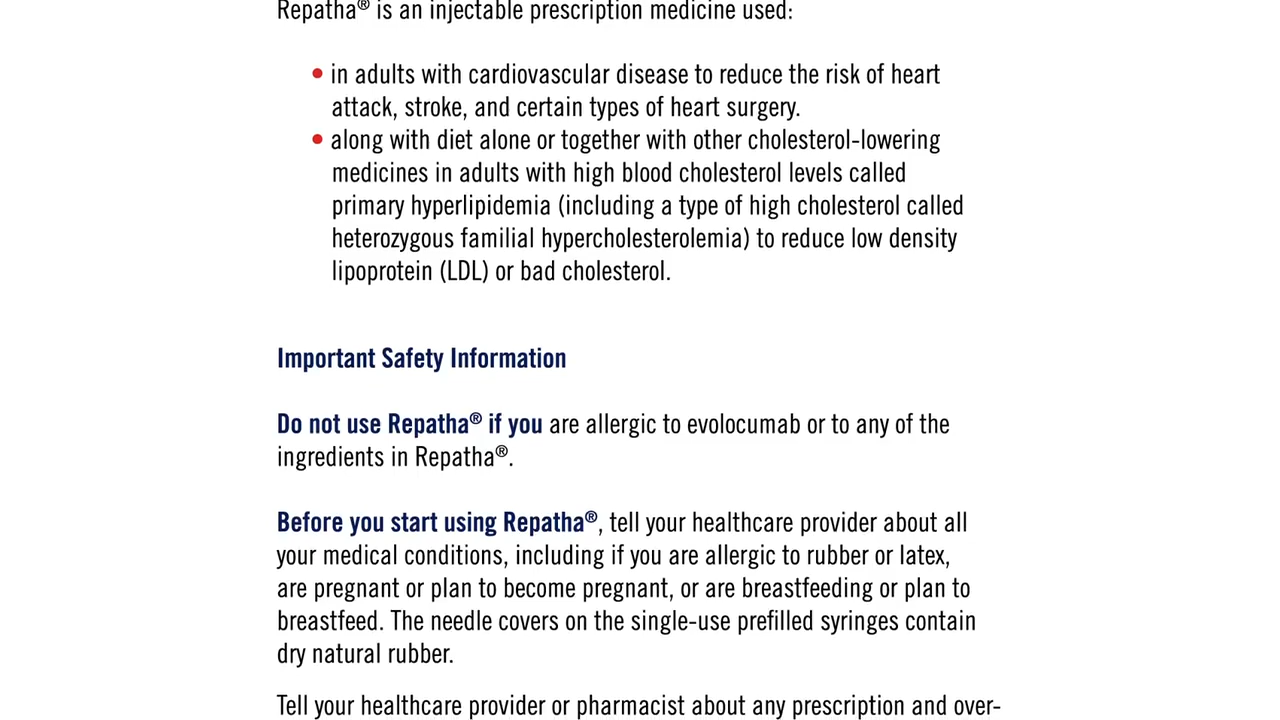 Repatha® is an injectable prescription medicine used:
• in adults with cardiovascular disease to reduce the risk of heart
attack, stroke, and certain types of heart surgery.
• along with diet alone or together with other cholesterol-lowering
medicines in adults with high blood cholesterol levels called
primary hyperlipidemia (including a type of high cholesterol called
heterozygous familial hypercholesterolemia) to reduce low density
lipoprotein (LDL) or bad cholesterol.
Important Safety Information
Do not use Repatha® if you are allergic to evolocumab or to any of the
ingredients in Repatha®.
Before you start using Repatha®, tell your healthcare provider about all
your medical conditions, including if you are allergic to rubber or latex,
are pregnant or plan to become pregnant, or are breastfeeding or plan to
breastfeed. The needle covers on the single-use prefilled syringes contain
dry natural rubber.
Tell your healthcare provider or pharmacist about any prescription and over-